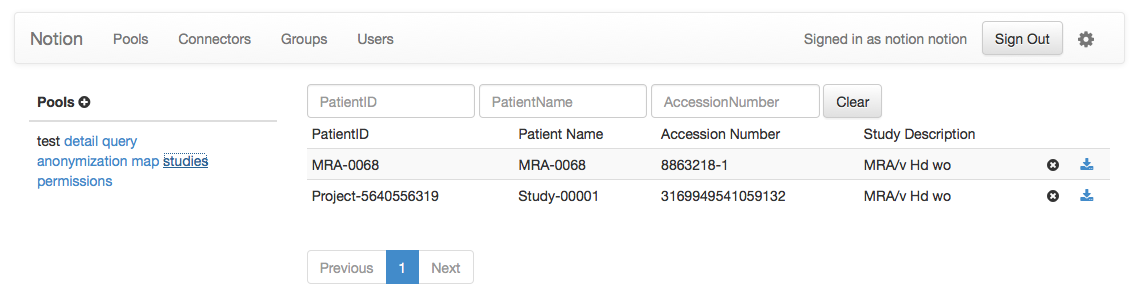 Notion Pools Connectors Groups Users Signed in as notion notion Sign Out
Pools
test detail query
anonymization map studies
permissions
PatientID PatientName AccessionNumber Clear
PatientID Patient Name Accession Number Study Description
MRA-0068 MRA-0068 8863218-1 MRA/v Hd wo
Project-5640556319 Study-00001 3169949541059132 MRA/v Hd wo
Previous 1 Next